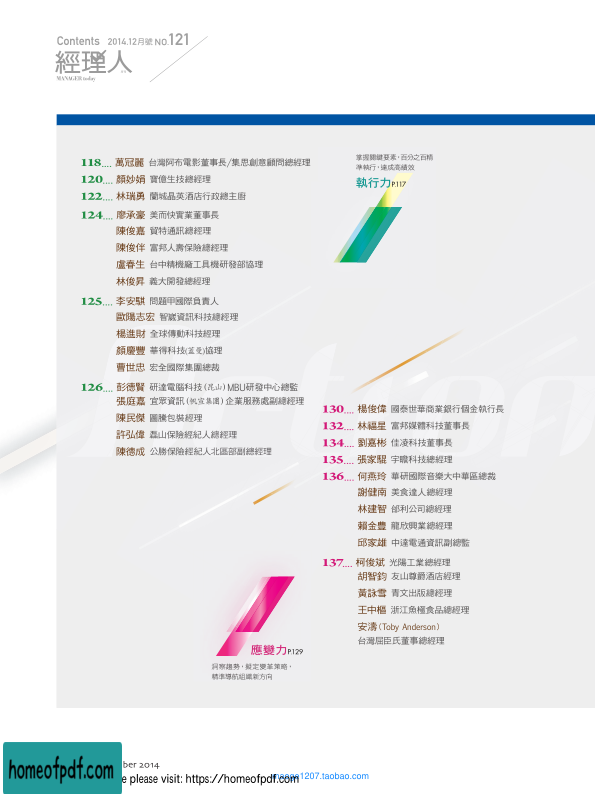 Contents 2014.12月號 NO.121
經理人
MANAGER today
118.... 萬冠麗 台灣阿布電影董事長/集思創意顧問總經理
120.... 顏妙娟 寶億生技總經理
122.... 林瑞勇 蘭城晶英酒店行政總主廚
124.... 廖承豪 美而快實業董事長
陳俊嘉 貿特通訊總經理
陳俊伴 富邦人壽保險總經理
盧春生 台中精機廠工具機研發部協理
林俊昇 義大開發總經理
125.... 李安騏 問題甲國際負責人
歐陽志宏 智崴資訊科技總經理
楊進財 全球傳動科技經理
顏慶豐 華得科技(蓋曼)協理
曹世忠 宏全國際集團總裁
126.... 彭德賢 研達電腦科技(昆山)MBU研發中心總監
張庭嘉 宜眾資訊(帆宣集團)企業服務處副總經理
陳民傑 圖騰包裝經理
許弘偉 磊山保險經紀人總經理
陳德成 公勝保險經紀人北區部副總經理
掌握關鍵要素，百分之百精
準執行，達成高績效
執行力P.117
130.... 楊俊偉 國泰世華商業銀行個金執行長
132.... 林福星 富邦媒體科技董事長
134.... 劉嘉彬 佳凌科技董事長
135.... 張家騉 宇瞻科技總經理
136.... 何燕玲 華研國際音樂大中華區總裁
謝健南 美食達人總經理
林建智 邰利公司總經理
賴金豐 龍欣興業總經理
邱家雄 中達電通資訊副總監
137.... 柯俊斌 光陽工業總經理
胡智鈞 友山尊爵酒店經理
黃詠雪 青文出版總經理
王中樞 浙江魚極食品總經理
安濤（Toby Anderson）
台灣屈臣氏董事總經理
應變力P.129
洞察趨勢，擬定變革策略，
精準導航組織新方向
ber 2014
homeofpdf.com
e please visit: https://homeofpdf.com
1207.taobao.com